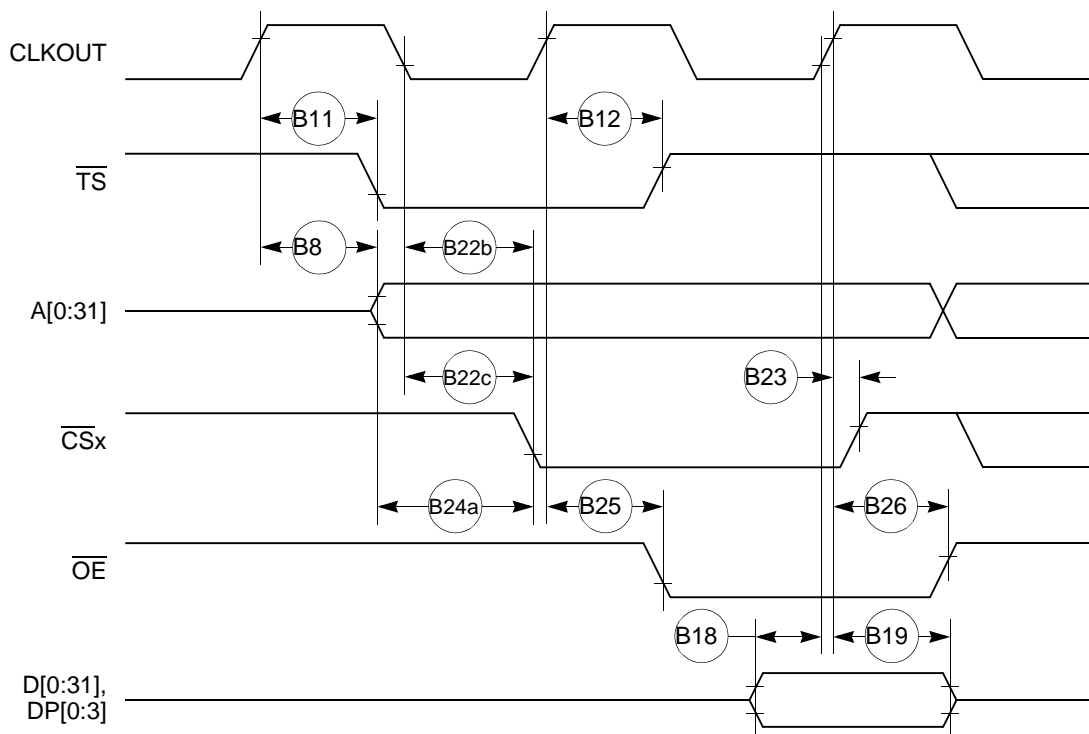 CLKOUT
B11
B12
TS
B8
B22b
A[0:31]
B22c
B23
CSx
B24a
B25
B26
OE
B18
B19
D[0:31],
DP[0:3]